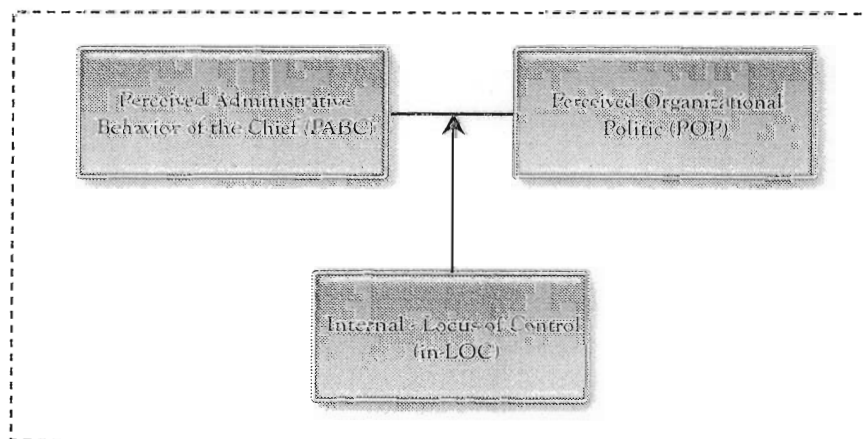 Perceived Administrative
Behavior of the Chief (PABC)
Perceived Organizational
Politic (POP)
Internal - Locus of Control
(in-LOC)